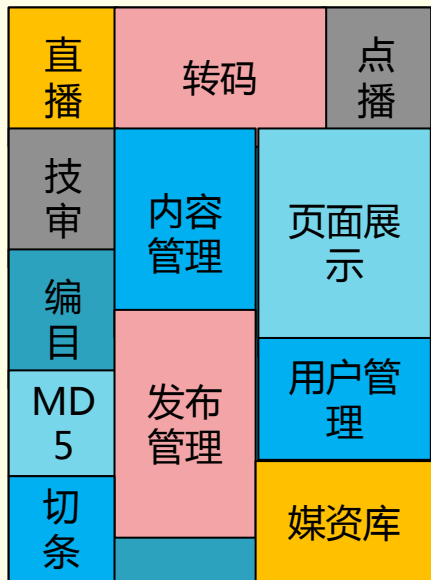 直
播
转码
点
播
技
审
内容
管理
页面展
示
编
目
MD
5
发布
管理
用户管
理
切
条
媒资库